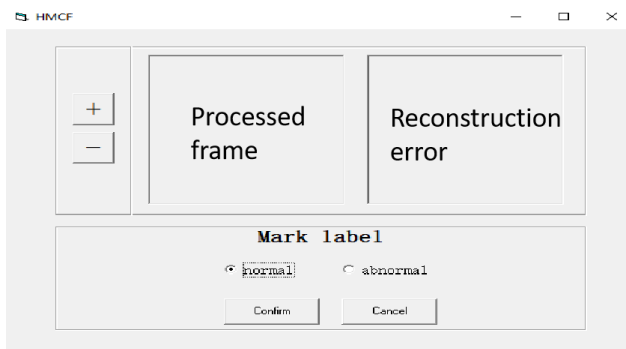 HMCF
+
−
Processed
frame
Reconstruction
error
Mark label
normal
abnormal
Confirm
Cancel